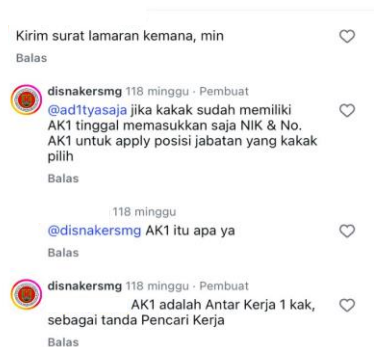 Kirim surat lamaran kemana, min
Balas
disnakersmg 118 minggu · Pembuat
@ad1tyasaja jika kakak sudah memiliki
AK1 tinggal memasukkan saja NIK & No.
AK1 untuk apply posisi jabatan yang kakak
pilih
Balas
118 minggu
@disnakersmg AK1 itu apa ya
Balas
disnakersmg 118 minggu · Pembuat
AK1 adalah Antar Kerja 1 kak,
sebagai tanda Pencari Kerja
Balas